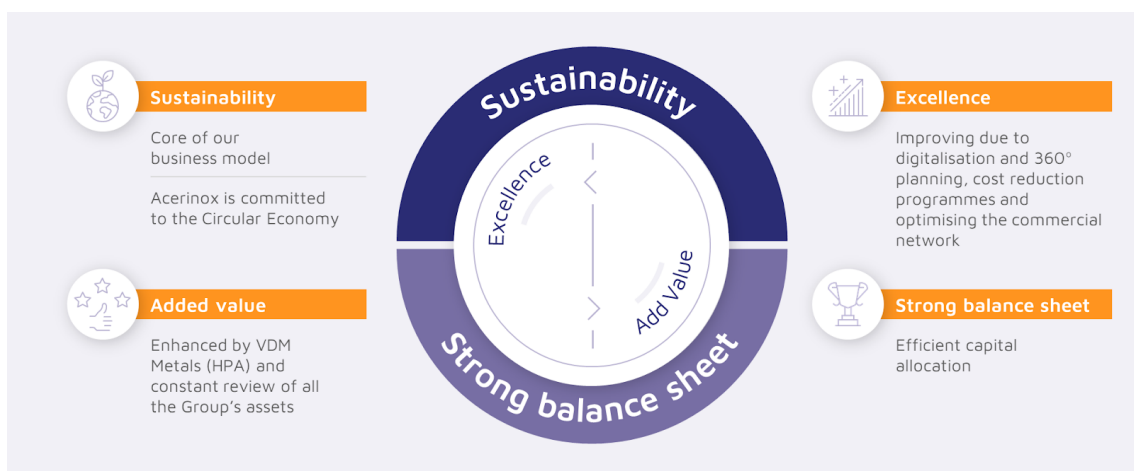 Sustainability
Core of our
business model
Acerinox is committed
to the Circular Economy
Added value
Enhanced by VDM
Metals (HPA) and
constant review of all
the Group's assets
Sustainability
Excellence
Add Value
Strong balance sheet
Excellence
Improving due to
digitalisation and 360°
planning, cost reduction
programmes and
optimising the commercial
network
Strong balance sheet
Efficient capital
allocation